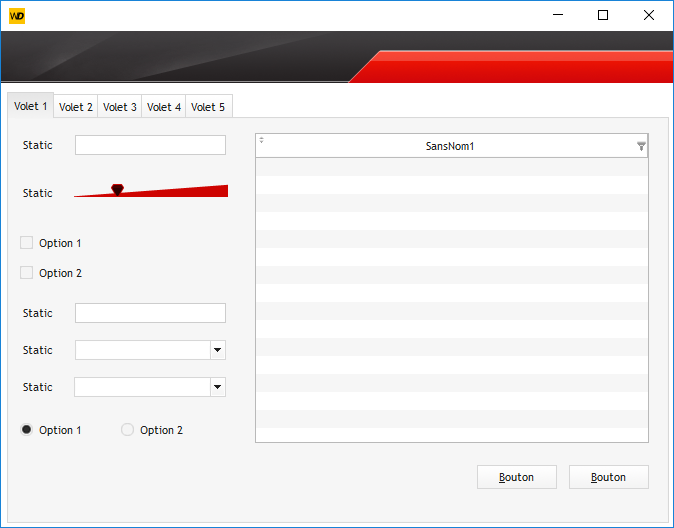 WD
Volet 1 Volet 2 Volet 3 Volet 4 Volet 5
Static
SansNom1
Static
Option 1
Option 2
Static
Static
Static
Option 1 Option 2
Bouton Bouton